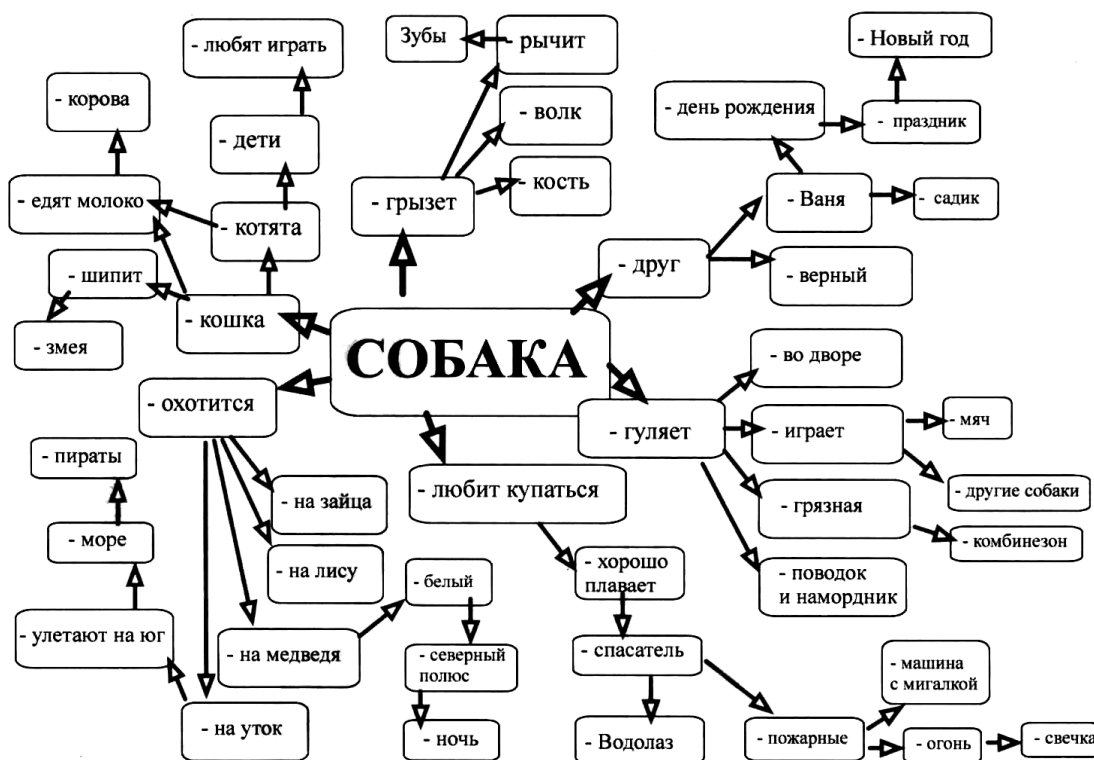 Зубы
- рычит
- любят играть
- Новый год
- корова
- волк
- день рождения
- праздник
- дети
- едят молоко
- котята
- грызет
- кость
- Ваня
- садик
- друг
- верный
- шипит
- кошка
- змея
СОБАКА
- во дворе
- охотится
- гуляет
- играет
- мяч
- пираты
- любит купаться
- на зайца
- грязная
- другие собаки
- море
- на лису
- комбинезон
- белый
- хорошо
плавает
- поводок
и намордник
- улетают на юг
- на медведя
- северный
полюс
- спасатель
- машина
с мигалкой
- на уток
- ночь
- Водолаз
- пожарные
- огонь
- свечка